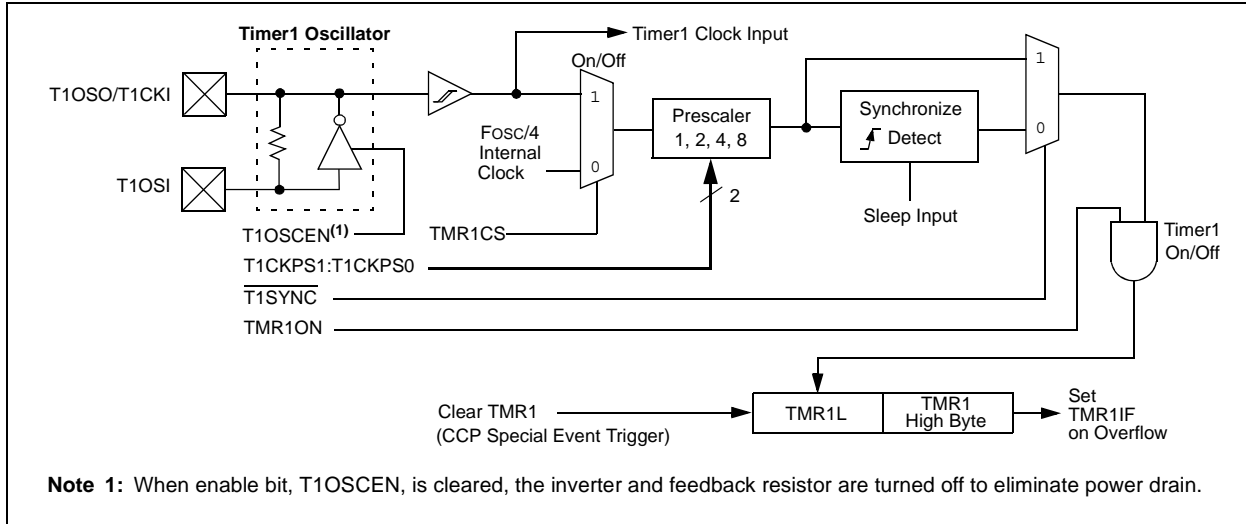 Timer1 Oscillator
Timer1 Clock Input
On/Off
1
T1OSO/T1CKI
1
Prescaler
1, 2, 4, 8
Synchronize
Detect
FOSC/4
Internal
Clock
0
0
T1OSI
2
Sleep Input
T1OSCEN(1)
TMR1CS
Timer1
On/Off
T1CKPS1:T1CKPS0
T1SYNC
TMR1ON
Clear TMR1
(CCP Special Event Trigger)
TMR1L
TMR1
High Byte
Set
TMR1IF
on Overflow
Note 1: When enable bit, T1OSCEN, is cleared, the inverter and feedback resistor are turned off to eliminate power drain.